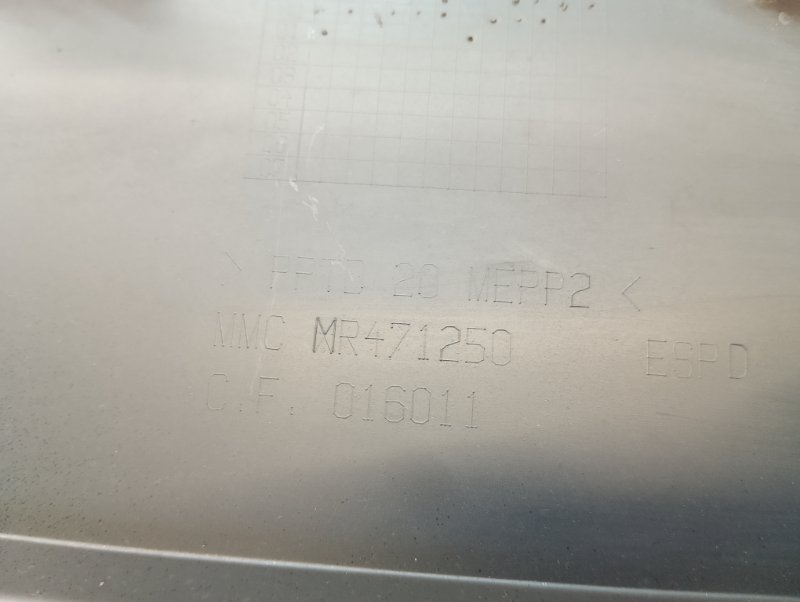 > PPTD 20 MEPP2 <
MMC MR471250 ESPD
C.F. 016011